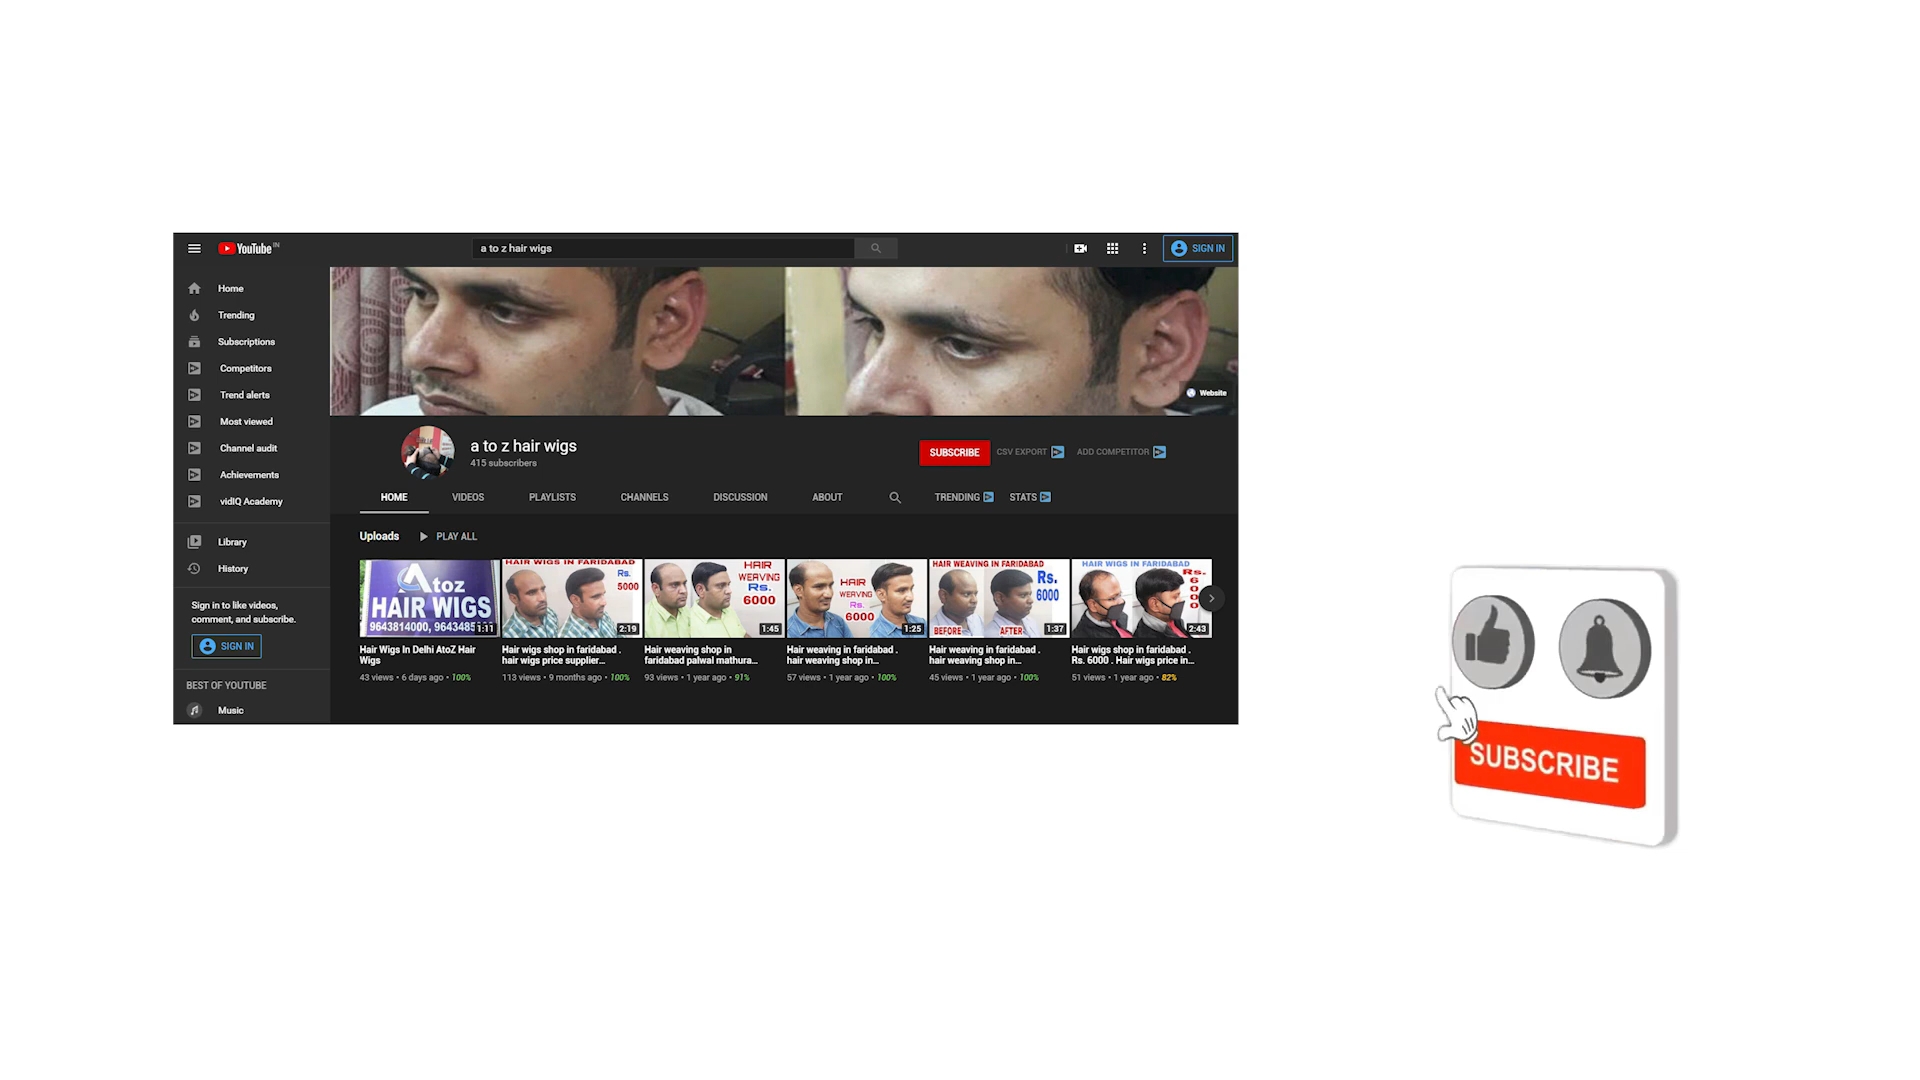 YouTube IN
a to z hair wigs
SIGN IN
Home
Trending
Subscriptions
Competitors
Trend alerts
Most viewed
Channel audit
Achievements
vidIQ Academy
Library
History
Sign in to like videos,
comment, and subscribe.
SIGN IN
BEST OF YOUTUBE
Music
Website
a to z hair wigs
415 subscribers
SUBSCRIBE
CSV EXPORT
ADD COMPETITOR
HOME VIDEOS PLAYLISTS CHANNELS DISCUSSION ABOUT TRENDING STATS
Uploads PLAY ALL
Atoz
HAIR WIGS
9643814000, 964348
1:11
Hair Wigs In Delhi AtoZ Hair
Wigs
43 views • 6 days ago • 100%
HAIR WIGS IN FARIDABAD
Rs.
5000
2:19
Hair wigs shop in faridabad .
hair wigs price supplier...
113 views • 9 months ago • 100%
HAIR
WEAVING
Rs.
6000
1:45
Hair weaving shop in
faridabad palwal mathura...
93 views • 1 year ago • 91%
HAIR
WERVING
Rs.
6000
1:25
Hair weaving in faridabad .
hair weaving shop in...
57 views • 1 year ago • 100%
HAIR WEAVING IN FARIDABAD
Rs.
6000
BEFORE
AFTER
1:37
Hair weaving in faridabad .
hair weaving shop in...
45 views • 1 year ago • 100%
HAIR WIGS IN FARIDABAD
Rs.
6
0
0
0
2:43
Hair wigs shop in faridabad .
Rs. 6000 . Hair wigs price in...
51 views • 1 year ago • 82%
SUBSCRIBE